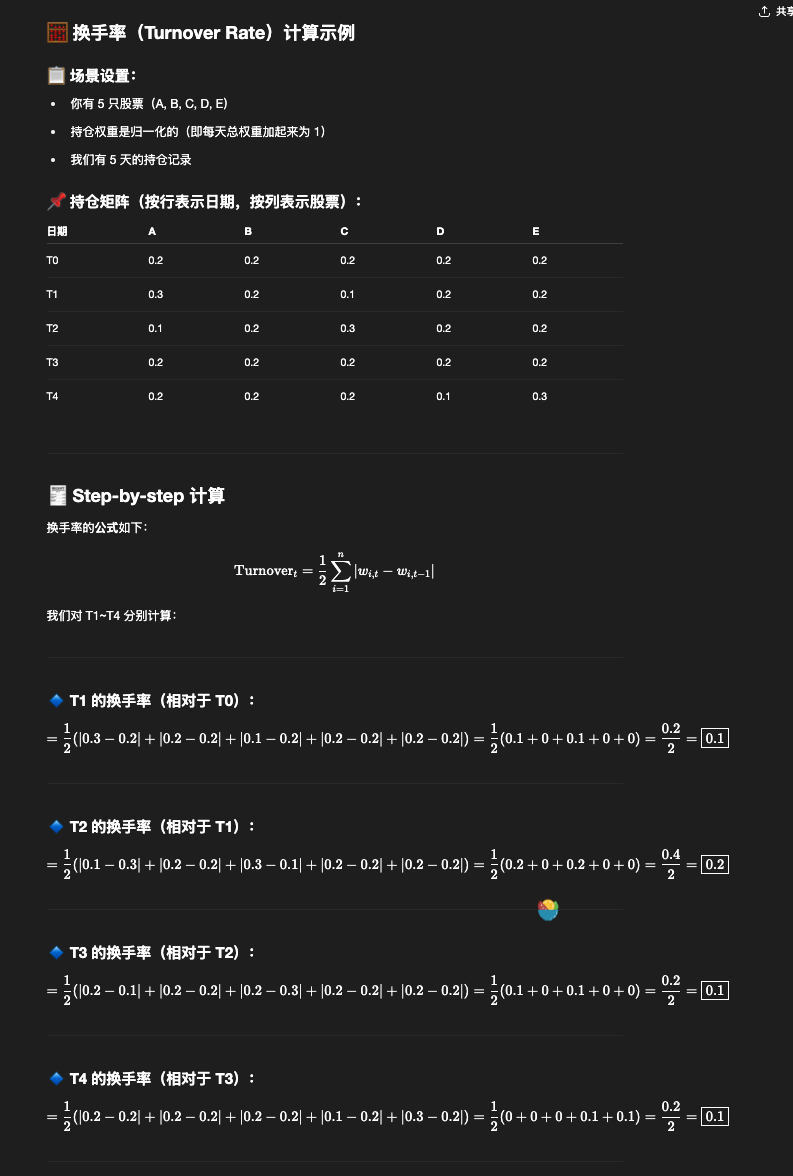 共享
换手率（Turnover Rate）计算示例
场景设置：
• 你有 5 只股票（A, B, C, D, E）
• 持仓权重是归一化的（即每天总权重加起来为 1）
• 我们有 5 天的持仓记录
持仓矩阵（按行表示日期，按列表示股票）：
日期 A B C D E
T0 0.2 0.2 0.2 0.2 0.2
T1 0.3 0.2 0.1 0.2 0.2
T2 0.1 0.2 0.3 0.2 0.2
T3 0.2 0.2 0.2 0.2 0.2
T4 0.2 0.2 0.2 0.1 0.3
Step-by-step 计算
换手率的公式如下：
Turnover_t = \frac{1}{2} \sum_{i=1}^{n} |w_{i,t} − w_{i,t−1}|
我们对 T1~T4 分别计算：
T1 的换手率（相对于 T0）：
= \frac{1}{2}(|0.3 − 0.2| + |0.2 − 0.2| + |0.1 − 0.2| + |0.2 − 0.2| + |0.2 − 0.2|) = \frac{1}{2}(0.1 + 0 + 0.1 + 0 + 0) = \frac{0.2}{2} = 0.1
T2 的换手率（相对于 T1）：
= \frac{1}{2}(|0.1 − 0.3| + |0.2 − 0.2| + |0.3 − 0.1| + |0.2 − 0.2| + |0.2 − 0.2|) = \frac{1}{2}(0.2 + 0 + 0.2 + 0 + 0) = \frac{0.4}{2} = 0.2
T3 的换手率（相对于 T2）：
= \frac{1}{2}(|0.2 − 0.1| + |0.2 − 0.2| + |0.2 − 0.3| + |0.2 − 0.2| + |0.2 − 0.2|) = \frac{1}{2}(0.1 + 0 + 0.1 + 0 + 0) = \frac{0.2}{2} = 0.1
T4 的换手率（相对于 T3）：
= \frac{1}{2}(|0.2 − 0.2| + |0.2 − 0.2| + |0.2 − 0.2| + |0.1 − 0.2| + |0.3 − 0.2|) = \frac{1}{2}(0 + 0 + 0 + 0.1 + 0.1) = \frac{0.2}{2} = 0.1